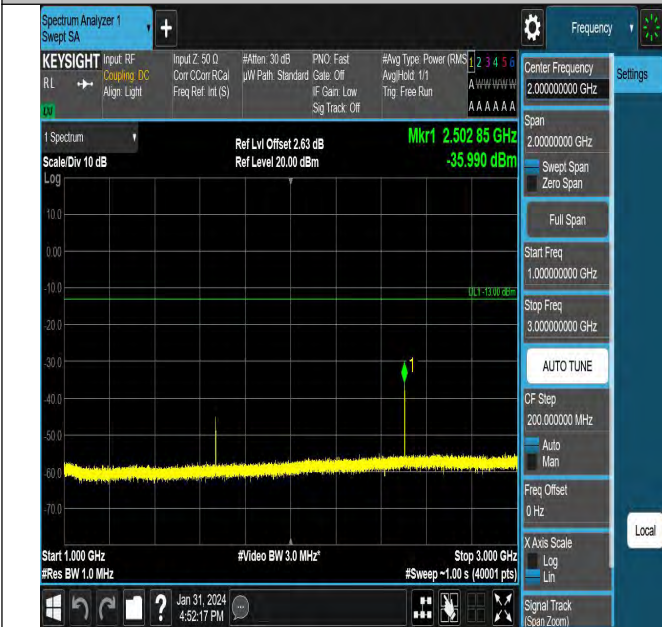 Spectrum Analyzer 1
Swept SA
+
Frequency
KEYSIGHT
RL
Input: RF
Coupling: DC
Align: Light
Input Z: 50 Ω
Corr CCorr RCal
Freq Ref: Int (S)
#Atten: 30 dB
µW Path: Standard
PNO: Fast
Gate: Off
IF Gain: Low
Sig Track: Off
#Avg Type: Power (RMS
Avg|Hold: 1/1
Trig: Free Run
1 2 3 4 5 6
A W W W W W
A A A A A A
1 Spectrum
Scale/Div 10 dB
Log
Ref Lvl Offset 2.63 dB
Ref Level 20.00 dBm
Mkr1 2.502 85 GHz
-35.990 dBm
10.0
0.00
-10.0
-20.0
-30.0
-40.0
-50.0
-60.0
-70.0
UL1 -13.00 dBm
1
Start 1.000 GHz
#Res BW 1.0 MHz
#Video BW 3.0 MHz*
Stop 3.000 GHz
#Sweep ~1.00 s (40001 pts)
Jan 31, 2024
4:52:17 PM
Center Frequency
2.00000000 GHz
Settings
Span
2.00000000 GHz
Swept Span
Zero Span
Full Span
Start Freq
1.000000000 GHz
Stop Freq
3.000000000 GHz
AUTO TUNE
CF Step
200.000000 MHz
Auto
Man
Freq Offset
0 Hz
X Axis Scale
Log
Lin
Local
Signal Track
(Span Zoom)